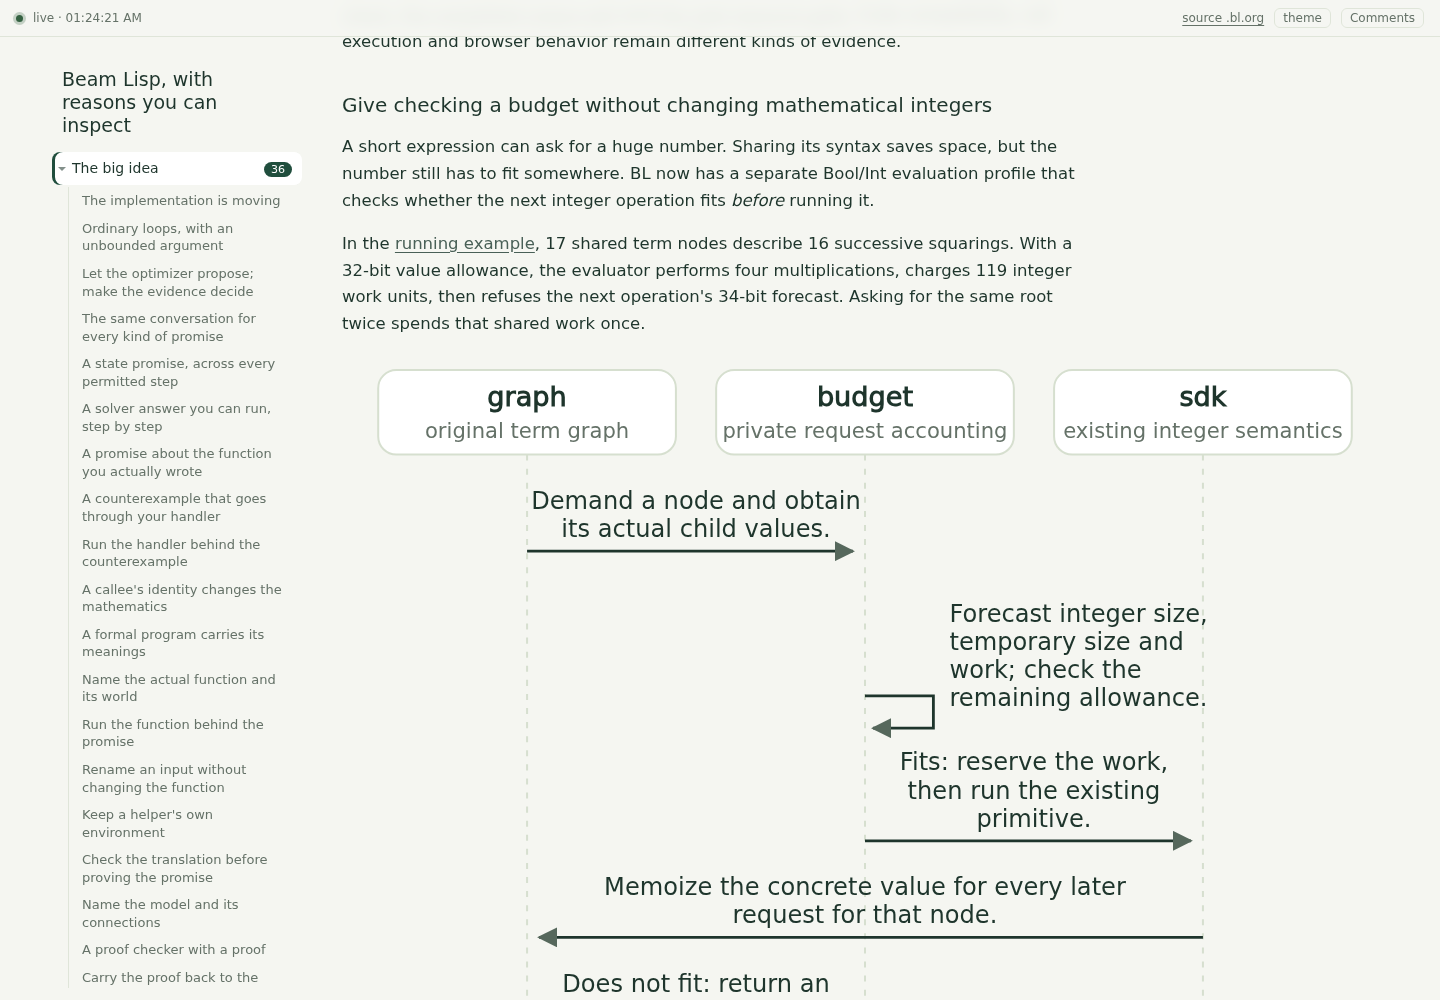 live · 01:24:21 AM
source .bl.org
theme
Comments
execution and browser behavior remain different kinds of evidence.
Beam Lisp, with
reasons you can
inspect
The big idea
36
The implementation is moving
Ordinary loops, with an
unbounded argument
Let the optimizer propose;
make the evidence decide
The same conversation for
every kind of promise
A state promise, across every
permitted step
A solver answer you can run,
step by step
A promise about the function
you actually wrote
A counterexample that goes
through your handler
Run the handler behind the
counterexample
A callee's identity changes the
mathematics
A formal program carries its
meanings
Name the actual function and
its world
Run the function behind the
promise
Rename an input without
changing the function
Keep a helper's own
environment
Check the translation before
proving the promise
Name the model and its
connections
A proof checker with a proof
Carry the proof back to the
Give checking a budget without changing mathematical integers
A short expression can ask for a huge number. Sharing its syntax saves space, but the
number still has to fit somewhere. BL now has a separate Bool/Int evaluation profile that
checks whether the next integer operation fits before running it.
In the running example, 17 shared term nodes describe 16 successive squarings. With a
32-bit value allowance, the evaluator performs four multiplications, charges 119 integer
work units, then refuses the next operation's 34-bit forecast. Asking for the same root
twice spends that shared work once.
graph
original term graph
budget
private request accounting
sdk
existing integer semantics
Demand a node and obtain
its actual child values.
Forecast integer size,
temporary size and
work; check the
remaining allowance.
Fits: reserve the work,
then run the existing
primitive.
Memoize the concrete value for every later
request for that node.
Does not fit: return an